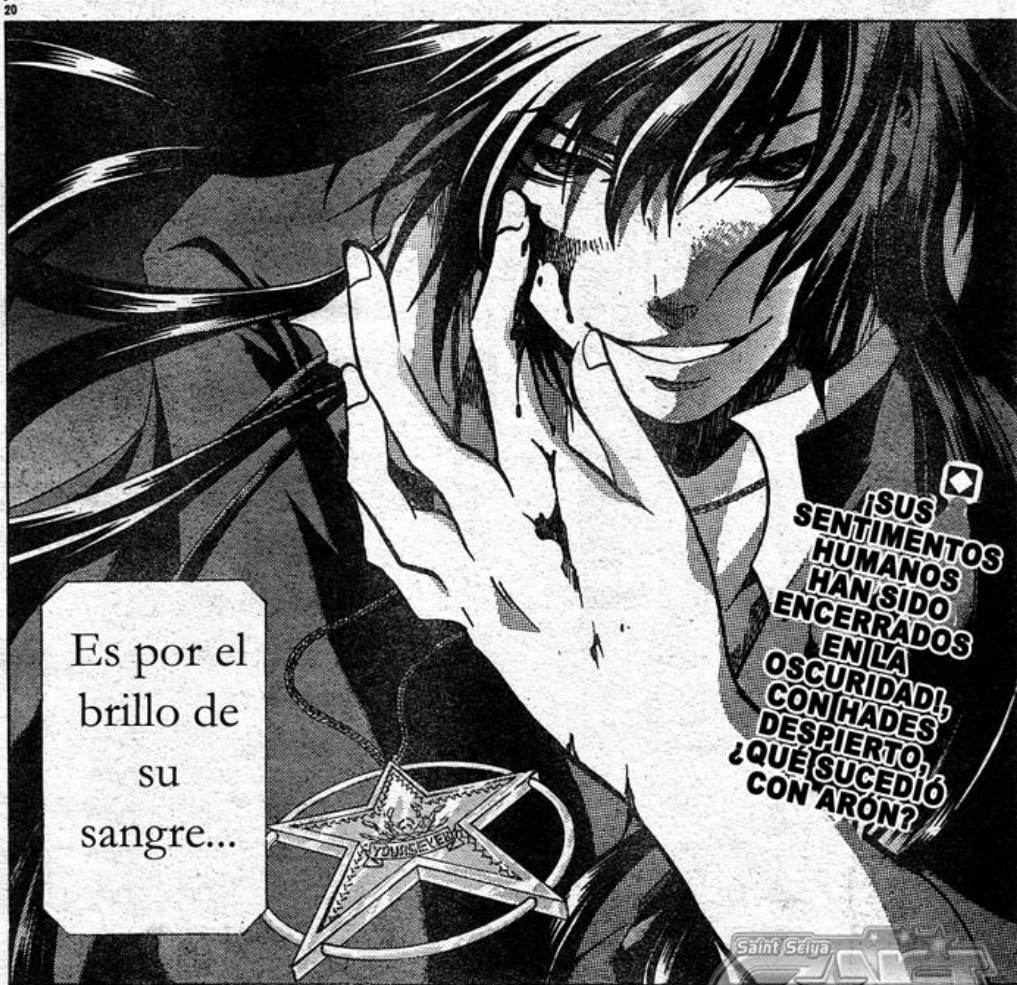 20
Es por el
brillo de
su
sangre...
YOURS EVER
¡SUS
SENTIMENTOS
HUMANOS
HAN SIDO
ENCERRADOS
EN LA
OSCURIDAD!,
CON HADES
DESPIERTO,
¿QUÉ SUCEDIÓ
CON ARÓN?
Saint Seiya